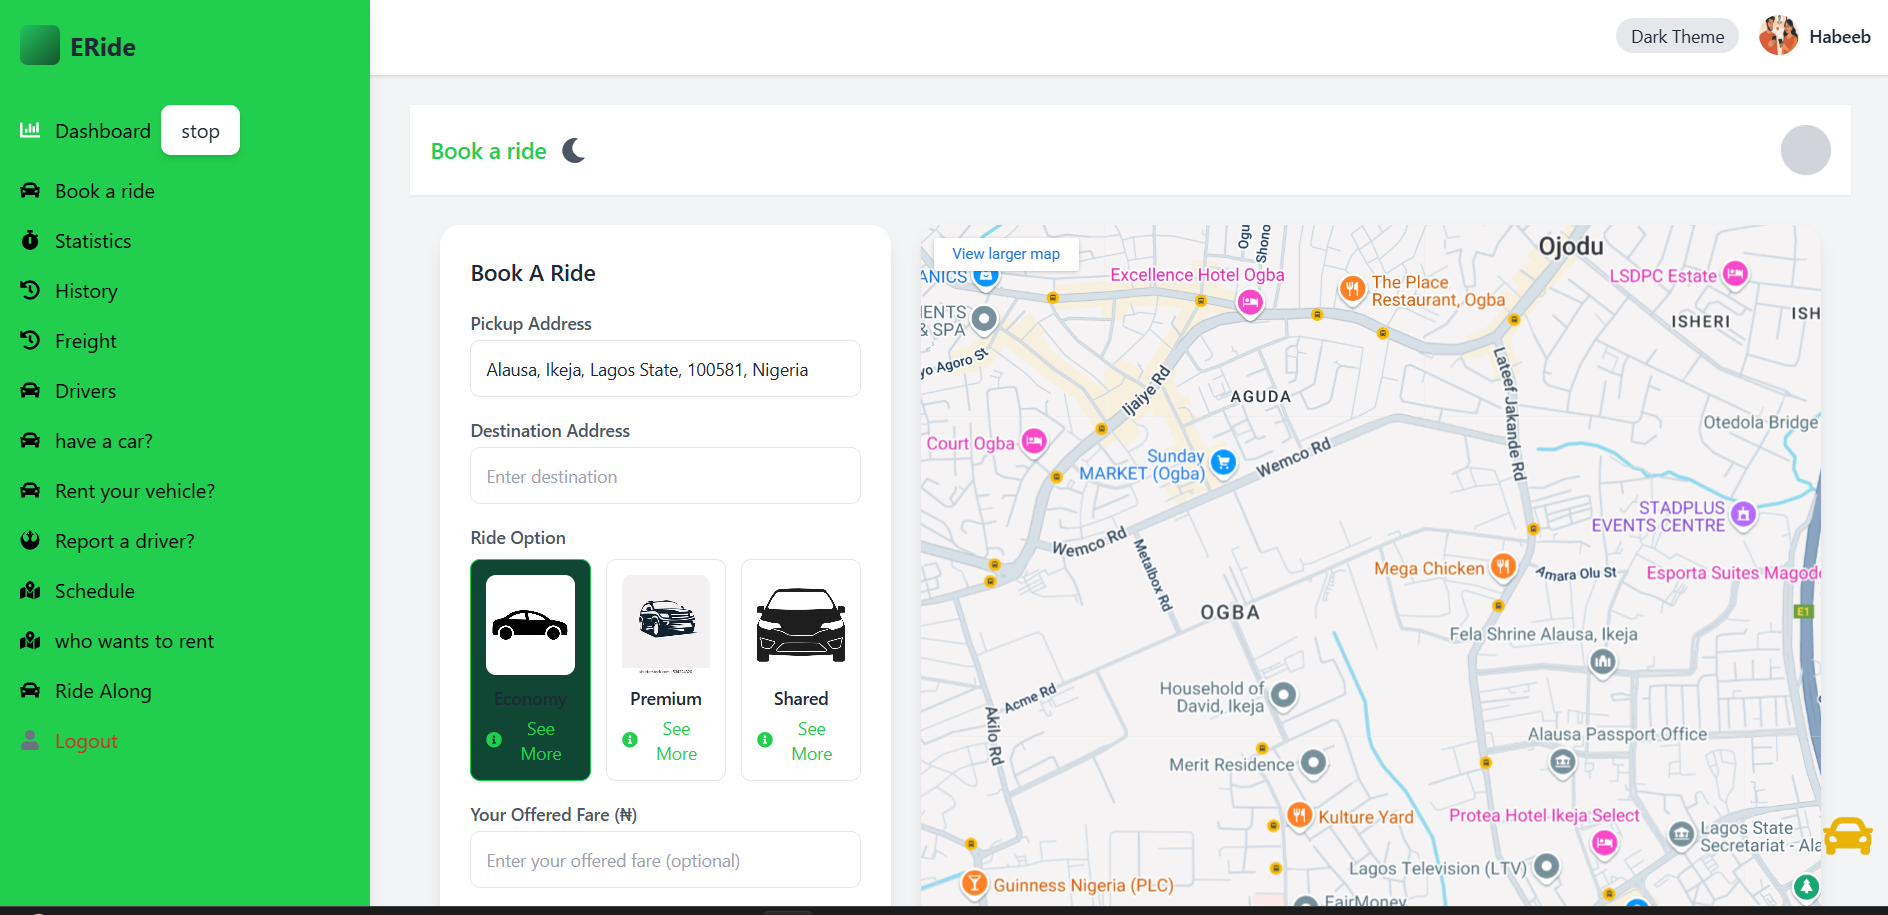 ERide
Dark Theme
Habeeb
Dashboard
stop
Book a ride
Statistics
History
Freight
Drivers
have a car?
Rent your vehicle?
Report a driver?
Schedule
who wants to rent
Ride Along
Logout
Book a ride
Book A Ride
Pickup Address
Alausa, Ikeja, Lagos State, 100581, Nigeria
Destination Address
Enter destination
Ride Option
Economy
See
More
Premium
See
More
Shared
See
More
Your Offered Fare (₦)
Enter your offered fare (optional)
View larger map
ANICS
Ogu
Shono
Ojodu
Excellence Hotel Ogba
The Place
Restaurant, Ogba
LSDPC Estate
IENTS
& SPA
ISHERI
ISH
yo Agoro St
Ijaiye Rd
Lateef Jakande Rd
AGUDA
Otedola Bridge
Court Ogba
Sunday
MARKET (Ogba)
Wemco Rd
STADPLUS
EVENTS CENTRE
Wemco Rd
Metalbox Rd
Mega Chicken
Amara Olu St
Esporta Suites Magod
E1
OGBA
Fela Shrine Alausa, Ikeja
Household of
David, Ikeja
Acme Rd
Akilo Rd
Alausa Passport Office
Merit Residence
Kulture Yard
Protea Hotel Ikeja Select
Lagos State
Secretariat - Ala
Lagos Television (LTV)
Guinness Nigeria (PLC)
FairMoney